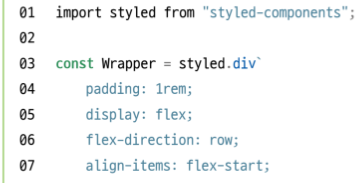 01 import styled from "styled-components";
02
03 const Wrapper = styled.div`
04     padding: 1rem;
05     display: flex;
06     flex-direction: row;
07     align-items: flex-start;